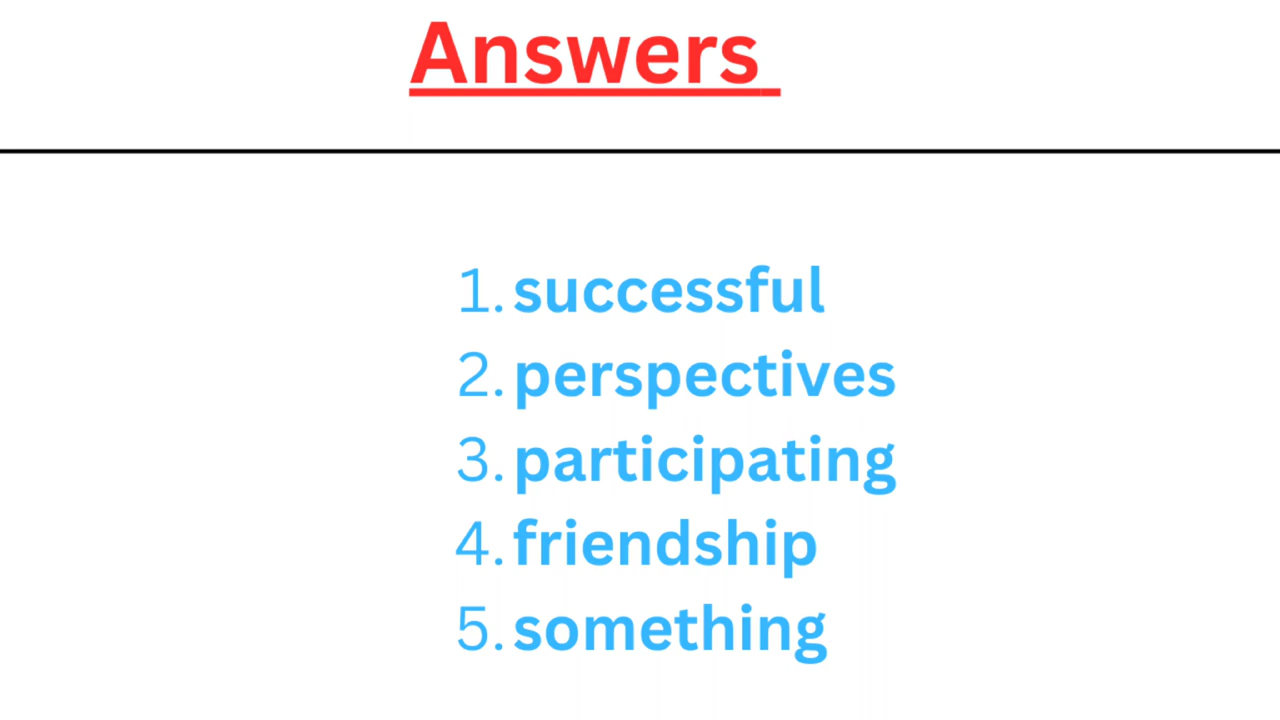 Answers
1. successful
2. perspectives
3. participating
4. friendship
5. something